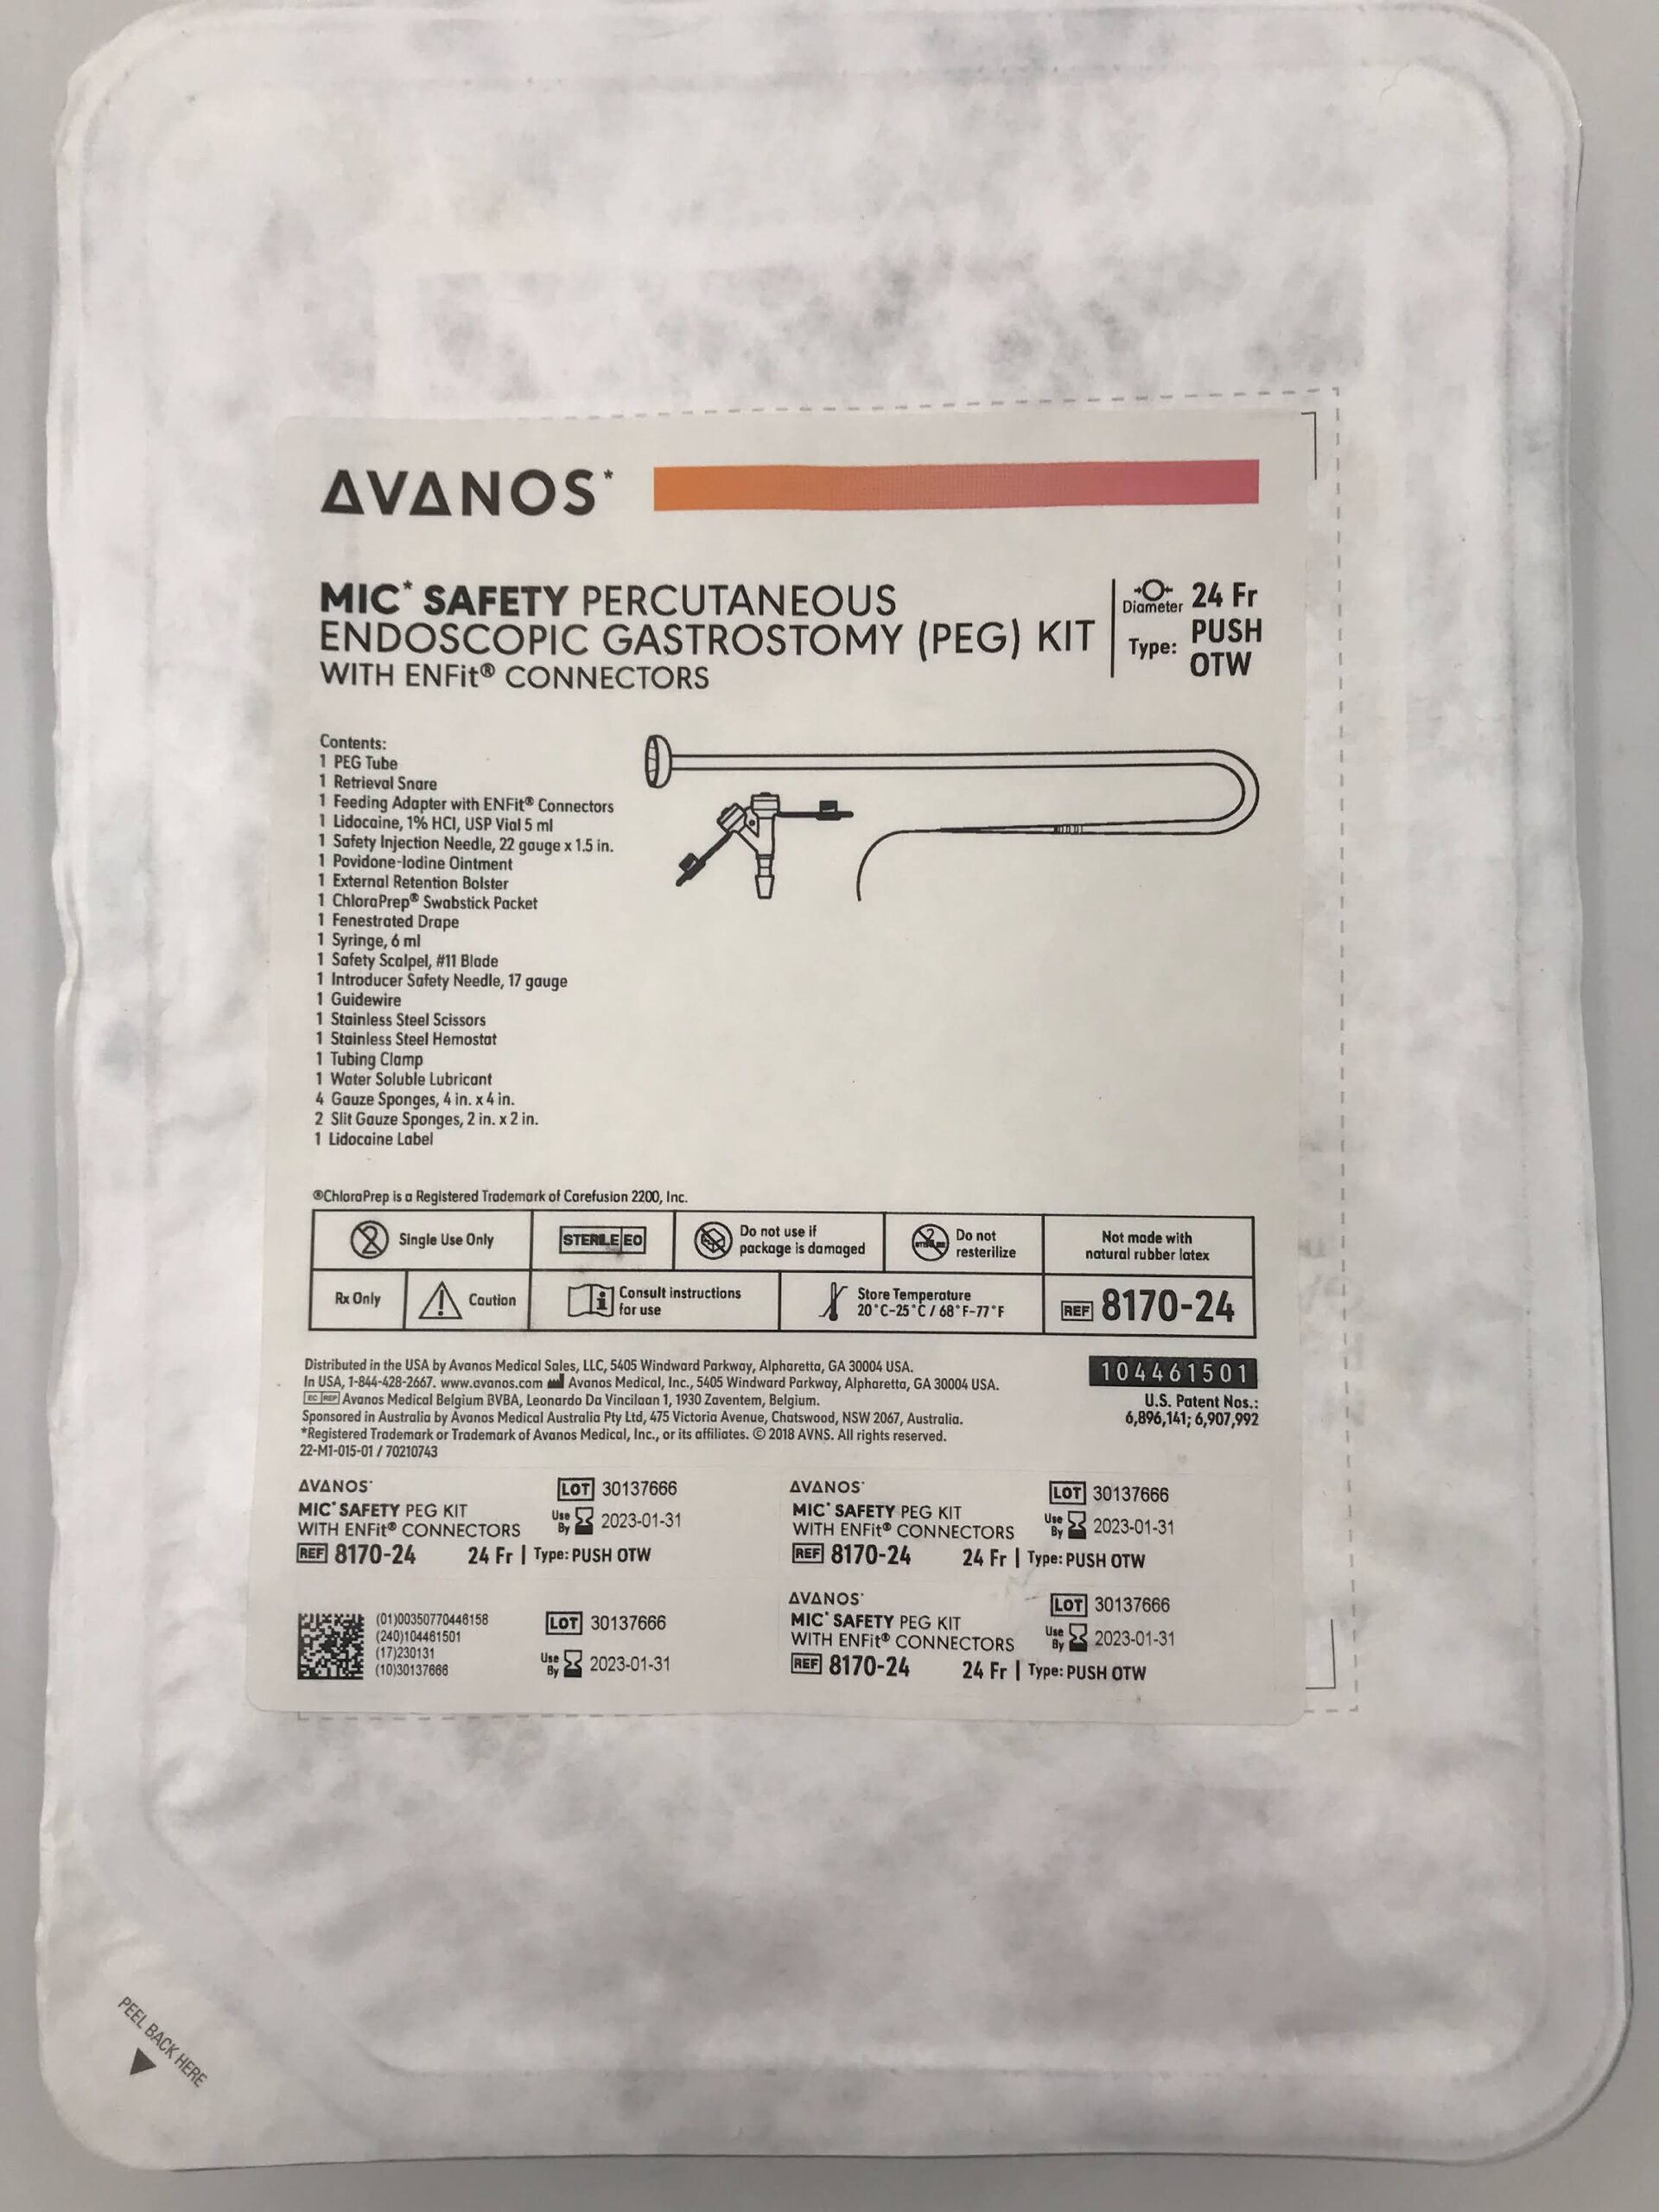 AVANOS*
MIC* SAFETY PERCUTANEOUS
ENDOSCOPIC GASTROSTOMY (PEG) KIT
WITH ENFit® CONNECTORS
Diameter 24 Fr
Type: PUSH
OTW
Contents:
1 PEG Tube
1 Retrieval Snare
1 Feeding Adapter with ENFit® Connectors
1 Lidocaine, 1% HCI, USP Vial 5 ml
1 Safety Injection Needle, 22 gauge x 1.5 in.
1 Povidone-Iodine Ointment
1 External Retention Bolster
1 ChloraPrep® Swabstick Packet
1 Fenestrated Drape
1 Syringe, 6 ml
1 Safety Scalpel, #11 Blade
1 Introducer Safety Needle, 17 gauge
1 Guidewire
1 Stainless Steel Scissors
1 Stainless Steel Hemostat
1 Tubing Clamp
1 Water Soluble Lubricant
4 Gauze Sponges, 4 in. x 4 in.
2 Slit Gauze Sponges, 2 in. x 2 in.
1 Lidocaine Label
®ChloraPrep is a Registered Trademark of Carefusion 2200, Inc.
2 Single Use Only
STERILE EO
Do not use if
package is damaged
Do not
resterilize
Not made with
natural rubber latex
Rx Only
Caution
Consult instructions
for use
Store Temperature
20°C-25°C / 68°F-77°F
REF 8170-24
Distributed in the USA by Avanos Medical Sales, LLC, 5405 Windward Parkway, Alpharetta, GA 30004 USA.
In USA, 1-844-428-2667. www.avanos.com Avanos Medical, Inc., 5405 Windward Parkway, Alpharetta, GA 30004 USA.
EC REP Avanos Medical Belgium BVBA, Leonardo Da Vincilaan 1, 1930 Zaventem, Belgium.
Sponsored in Australia by Avanos Medical Australia Pty Ltd, 475 Victoria Avenue, Chatswood, NSW 2067, Australia.
*Registered Trademark or Trademark of Avanos Medical, Inc., or its affiliates. © 2018 AVNS. All rights reserved.
22-M1-015-01 / 70210743
104461501
U.S. Patent Nos.:
6,896,141; 6,907,992
AVANOS*
MIC* SAFETY PEG KIT
WITH ENFit® CONNECTORS
REF 8170-24 24 Fr | Type: PUSH OTW
LOT 30137666
Use By 2023-01-31
AVANOS*
MIC* SAFETY PEG KIT
WITH ENFit® CONNECTORS
REF 8170-24 24 Fr | Type: PUSH OTW
LOT 30137666
Use By 2023-01-31
(01)00350770446158
(240)104461501
(17)230131
(10)30137666
LOT 30137666
Use By 2023-01-31
AVANOS*
MIC* SAFETY PEG KIT
WITH ENFit® CONNECTORS
REF 8170-24 24 Fr | Type: PUSH OTW
LOT 30137666
Use By 2023-01-31
PEEL BACK HERE